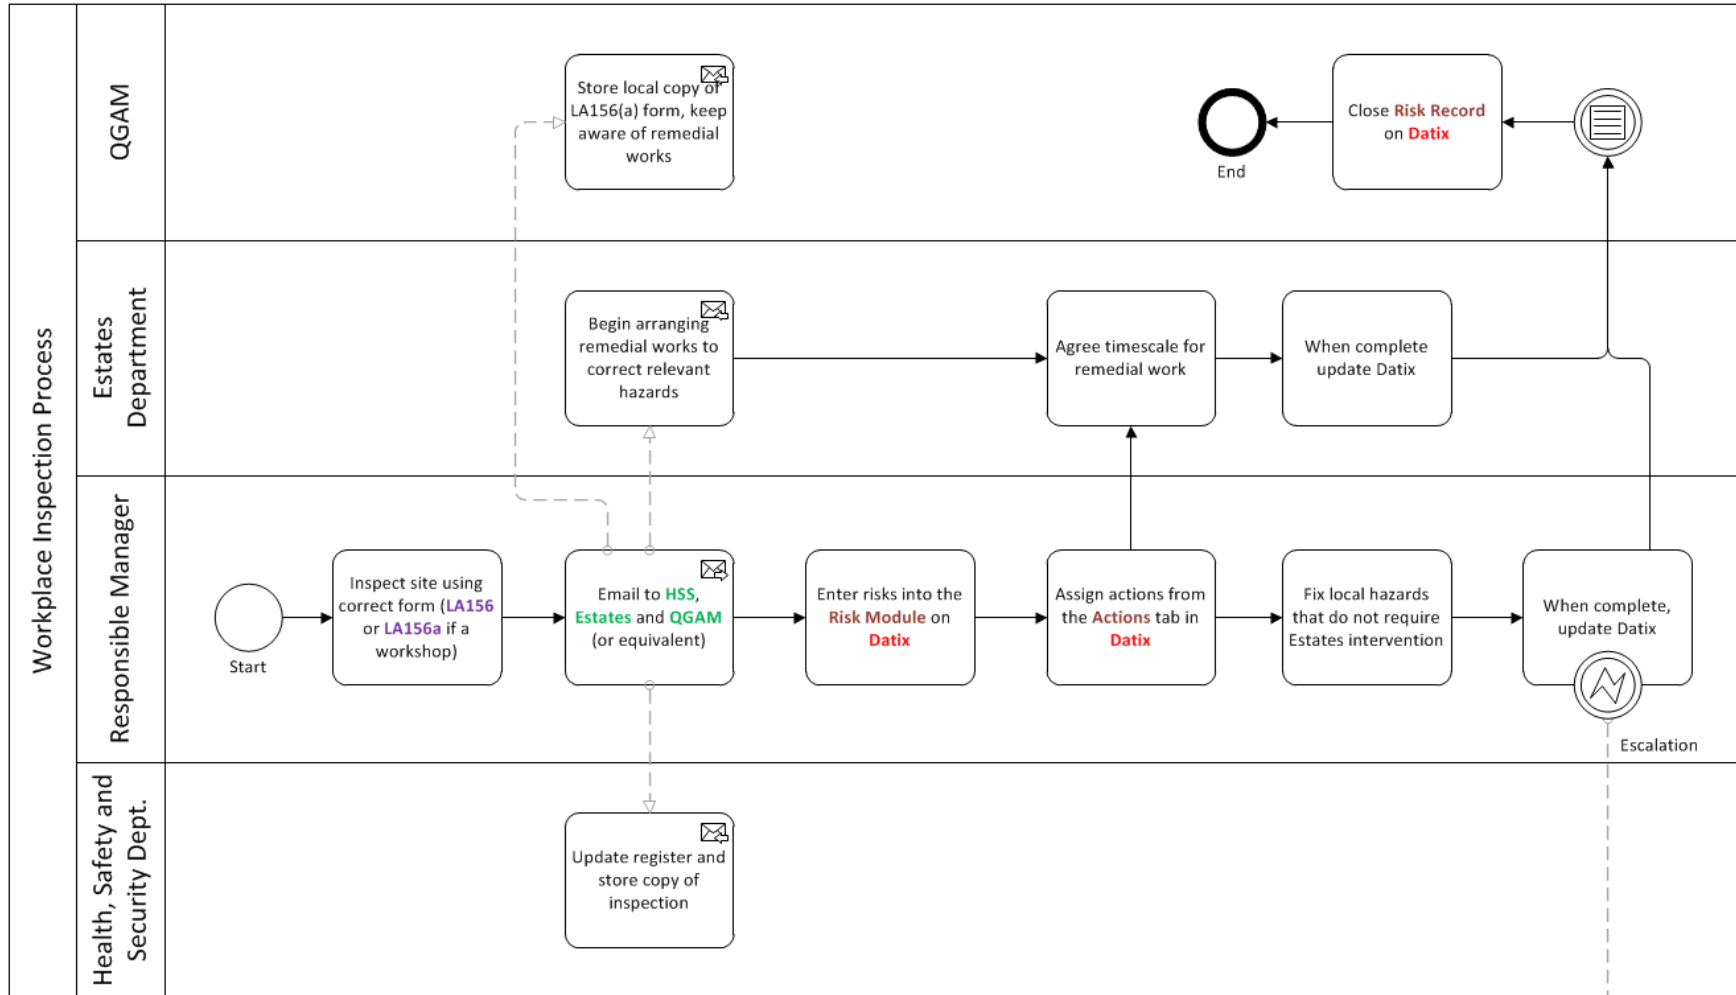 Workplace Inspection Process
QGAM
Store local copy of
LA156(a) form, keep
aware of remedial
works
End
Close Risk Record
on Datix
Estates
Department
Begin arranging
remedial works to
correct relevant
hazards
Agree timescale for
remedial work
When complete
update Datix
Responsible Manager
Start
Inspect site using
correct form (LA156
or LA156a if a
workshop)
Email to HSS,
Estates and QGAM
(or equivalent)
Enter risks into the
Risk Module on
Datix
Assign actions from
the Actions tab in
Datix
Fix local hazards
that do not require
Estates intervention
When complete,
update Datix
Escalation
Health, Safety and
Security Dept.
Update register and
store copy of
inspection